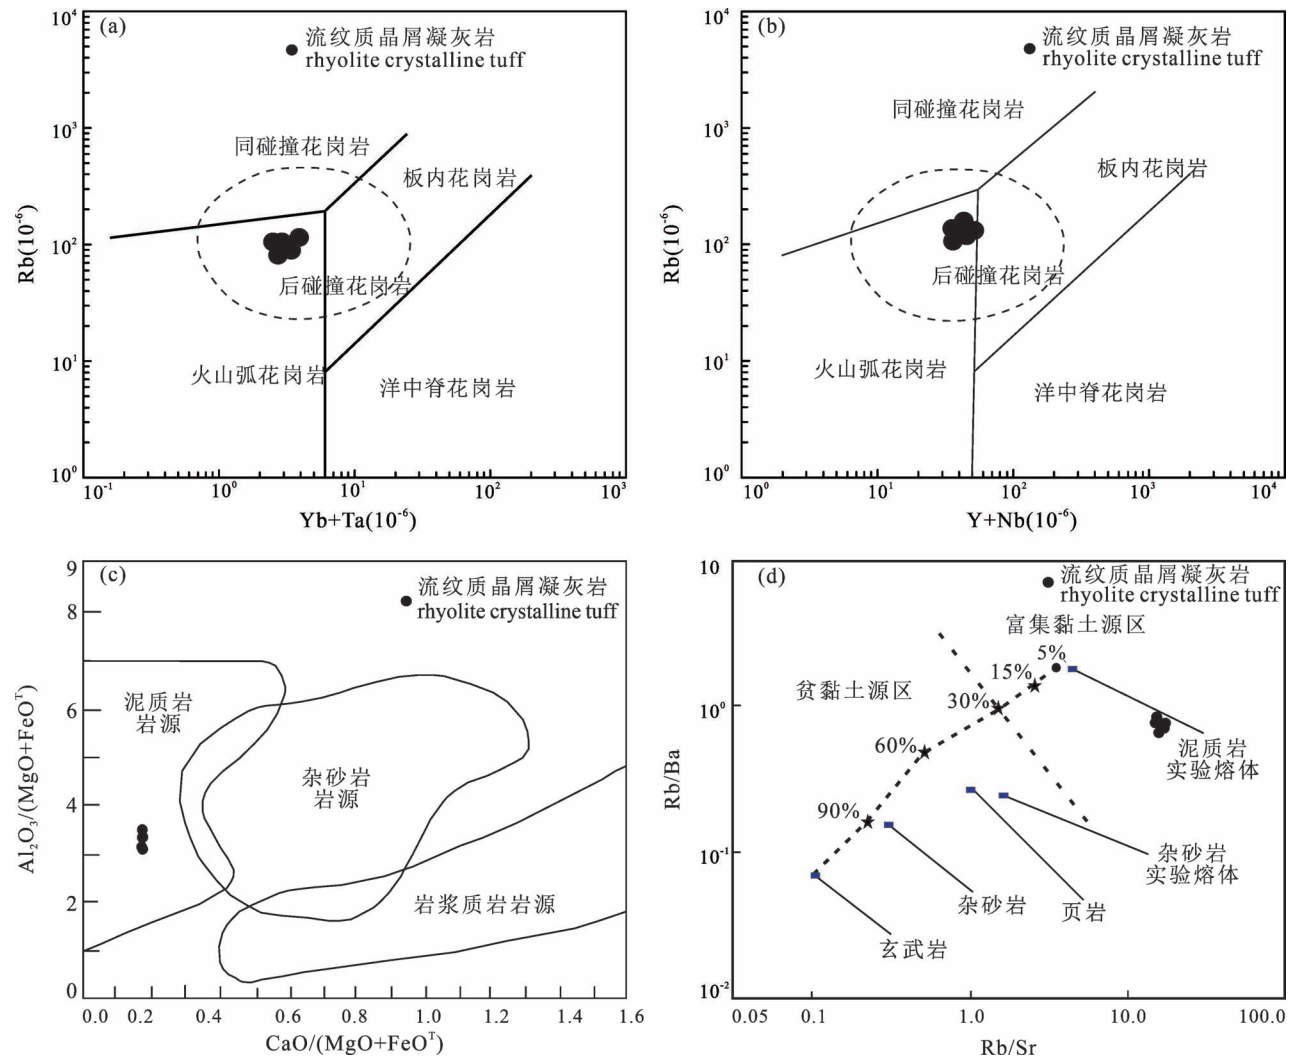 (a)
流纹质晶屑凝灰岩
rhyolite crystalline tuff
10⁴
10³
10²
10¹
10⁰
Rb(10⁻⁶)
同碰撞花岗岩
板内花岗岩
后碰撞花岗岩
火山弧花岗岩
洋中脊花岗岩
10⁻¹
10⁰
10¹
10²
10³
Yb+Ta(10⁻⁶)
(b)
流纹质晶屑凝灰岩
rhyolite crystalline tuff
10⁴
10³
10²
10¹
10⁰
Rb(10⁻⁶)
同碰撞花岗岩
板内花岗岩
后碰撞花岗岩
火山弧花岗岩
洋中脊花岗岩
10⁰
10¹
10²
10³
10⁴
Y+Nb(10⁻⁶)
(c)
流纹质晶屑凝灰岩
rhyolite crystalline tuff
9
8
6
4
2
0
Al₂O₃/(MgO+FeOᵀ)
泥质岩
岩源
杂砂岩
岩源
岩浆质岩岩源
0.0
0.2
0.4
0.6
0.8
1.0
1.2
1.4
1.6
CaO/(MgO+FeOᵀ)
(d)
流纹质晶屑凝灰岩
rhyolite crystalline tuff
10
10⁰
10⁻¹
10⁻²
Rb/Ba
富集黏土源区
5%
15%
贫黏土源区
30%
60%
泥质岩
实验熔体
90%
杂砂岩
实验熔体
杂砂岩
页岩
玄武岩
0.05
0.1
1.0
10.0
100.0
Rb/Sr